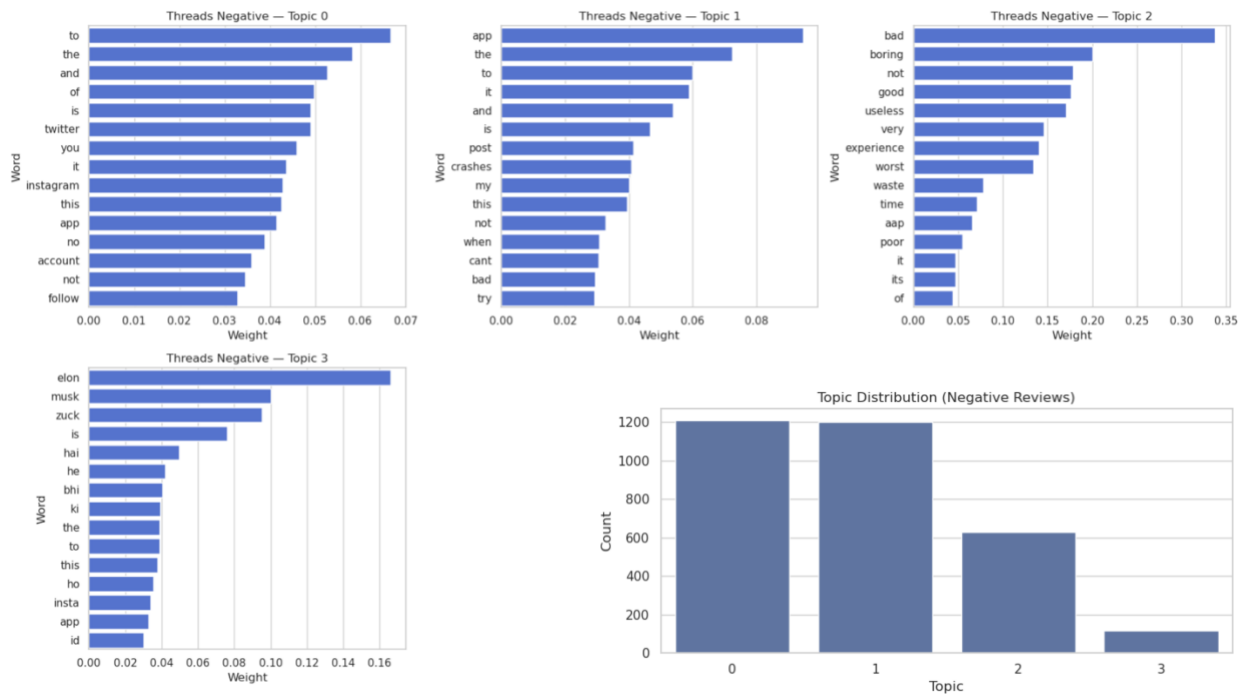 Threads Negative — Topic 0
to
the
and
of
is
twitter
you
it
instagram
this
app
no
account
not
follow
Word
0.00 0.01 0.02 0.03 0.04 0.05 0.06 0.07
Weight
Threads Negative — Topic 1
app
the
to
it
and
is
post
crashes
my
this
not
when
cant
bad
try
Word
0.00 0.02 0.04 0.06 0.08
Weight
Threads Negative — Topic 2
bad
boring
not
good
useless
very
experience
worst
waste
time
aap
poor
it
its
of
Word
0.00 0.05 0.10 0.15 0.20 0.25 0.30 0.35
Weight
Threads Negative — Topic 3
elon
musk
zuck
is
hai
he
bhi
ki
the
to
this
ho
insta
app
id
Word
0.00 0.02 0.04 0.06 0.08 0.10 0.12 0.14 0.16
Weight
Topic Distribution (Negative Reviews)
1200
1000
800
600
400
200
0
Count
0 1 2 3
Topic